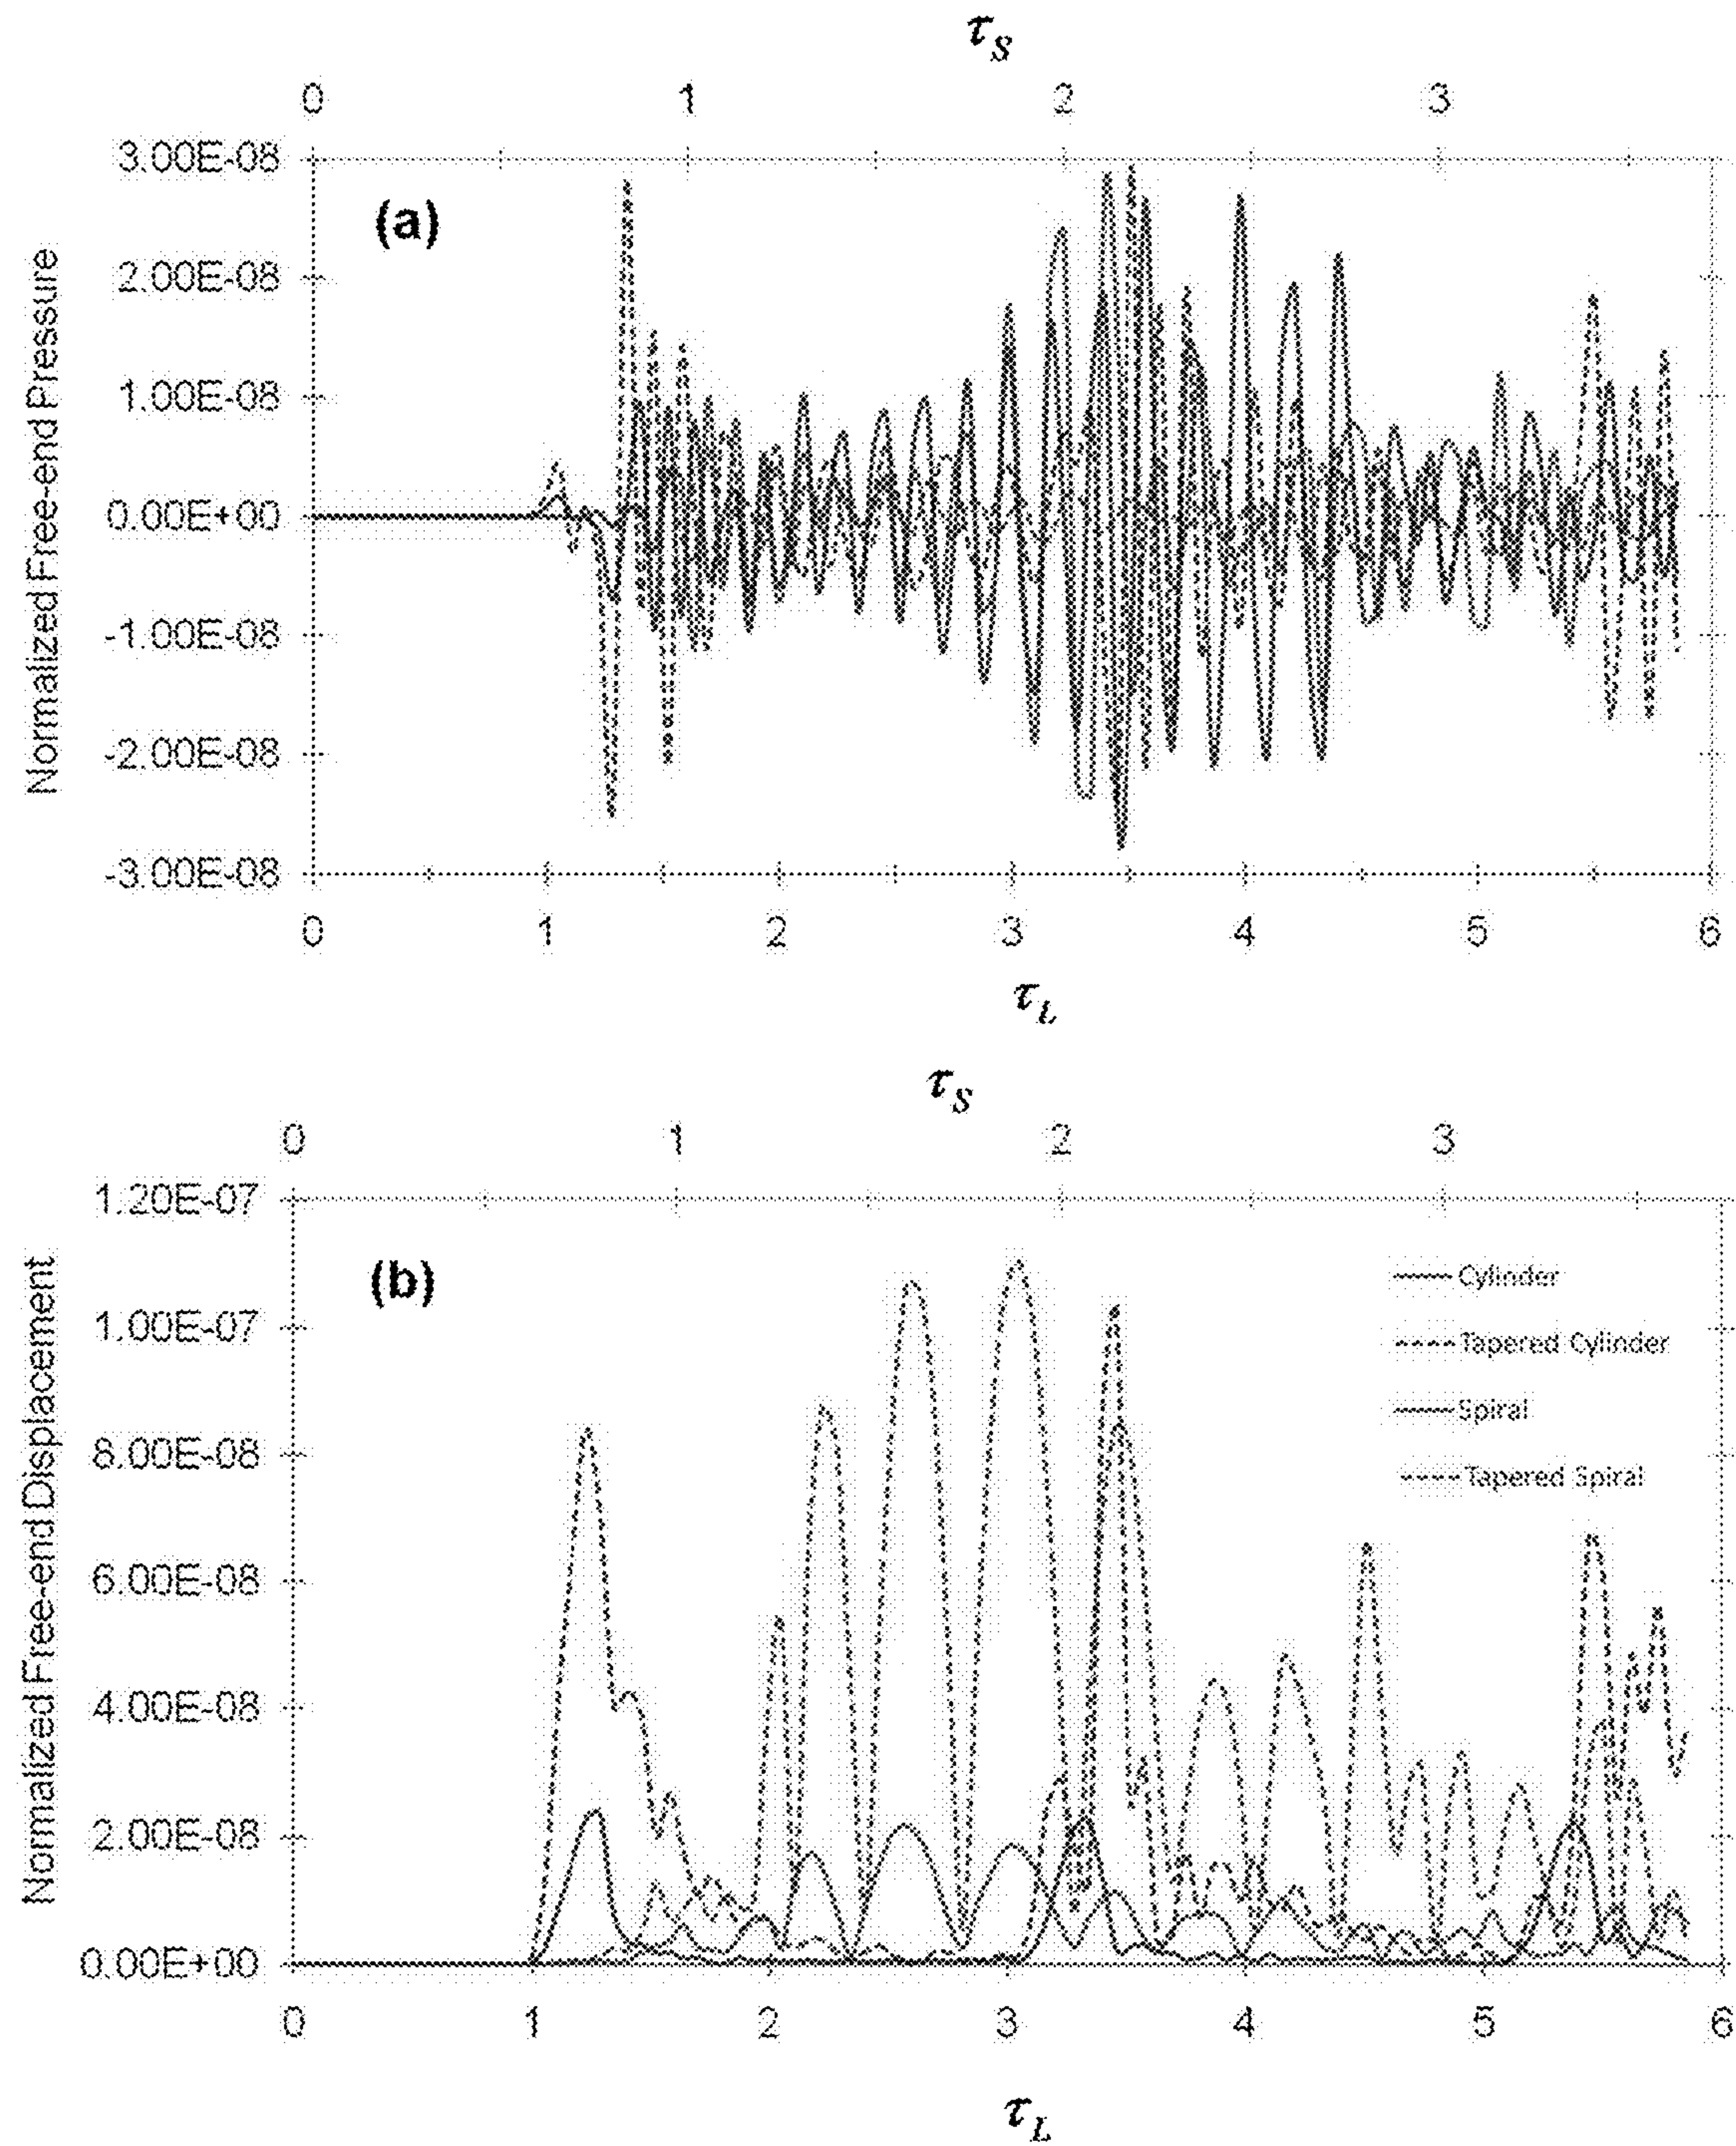 τS
0 1 2 3
3.00E-08
(a)
2.00E-08
1.00E-08
0.00E+00
-1.00E-08
-2.00E-08
-3.00E-08
Normalized Free-end Pressure
0 1 2 3 4 5 6
τL
τS
0 1 2 3
1.20E-07
(b)
Cylinder
1.00E-07
Tapered Cylinder
Spiral
8.00E-08
Tapered Spiral
6.00E-08
4.00E-08
2.00E-08
0.00E+00
Normalized Free-end Displacement
0 1 2 3 4 5 6
τL